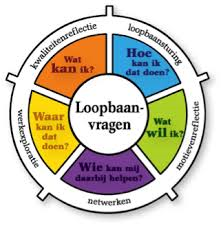 Loopbaan-
vragen
Wat
kan ik?
Hoe
kan ik
dat doen?
Wat
wil ik?
Wie kan mij
daarbij helpen?
Waar
kan ik
dat doen?
kwaliteitenreflectie
loopbaansturing
motievenreflectie
netwerken
werkexploratie